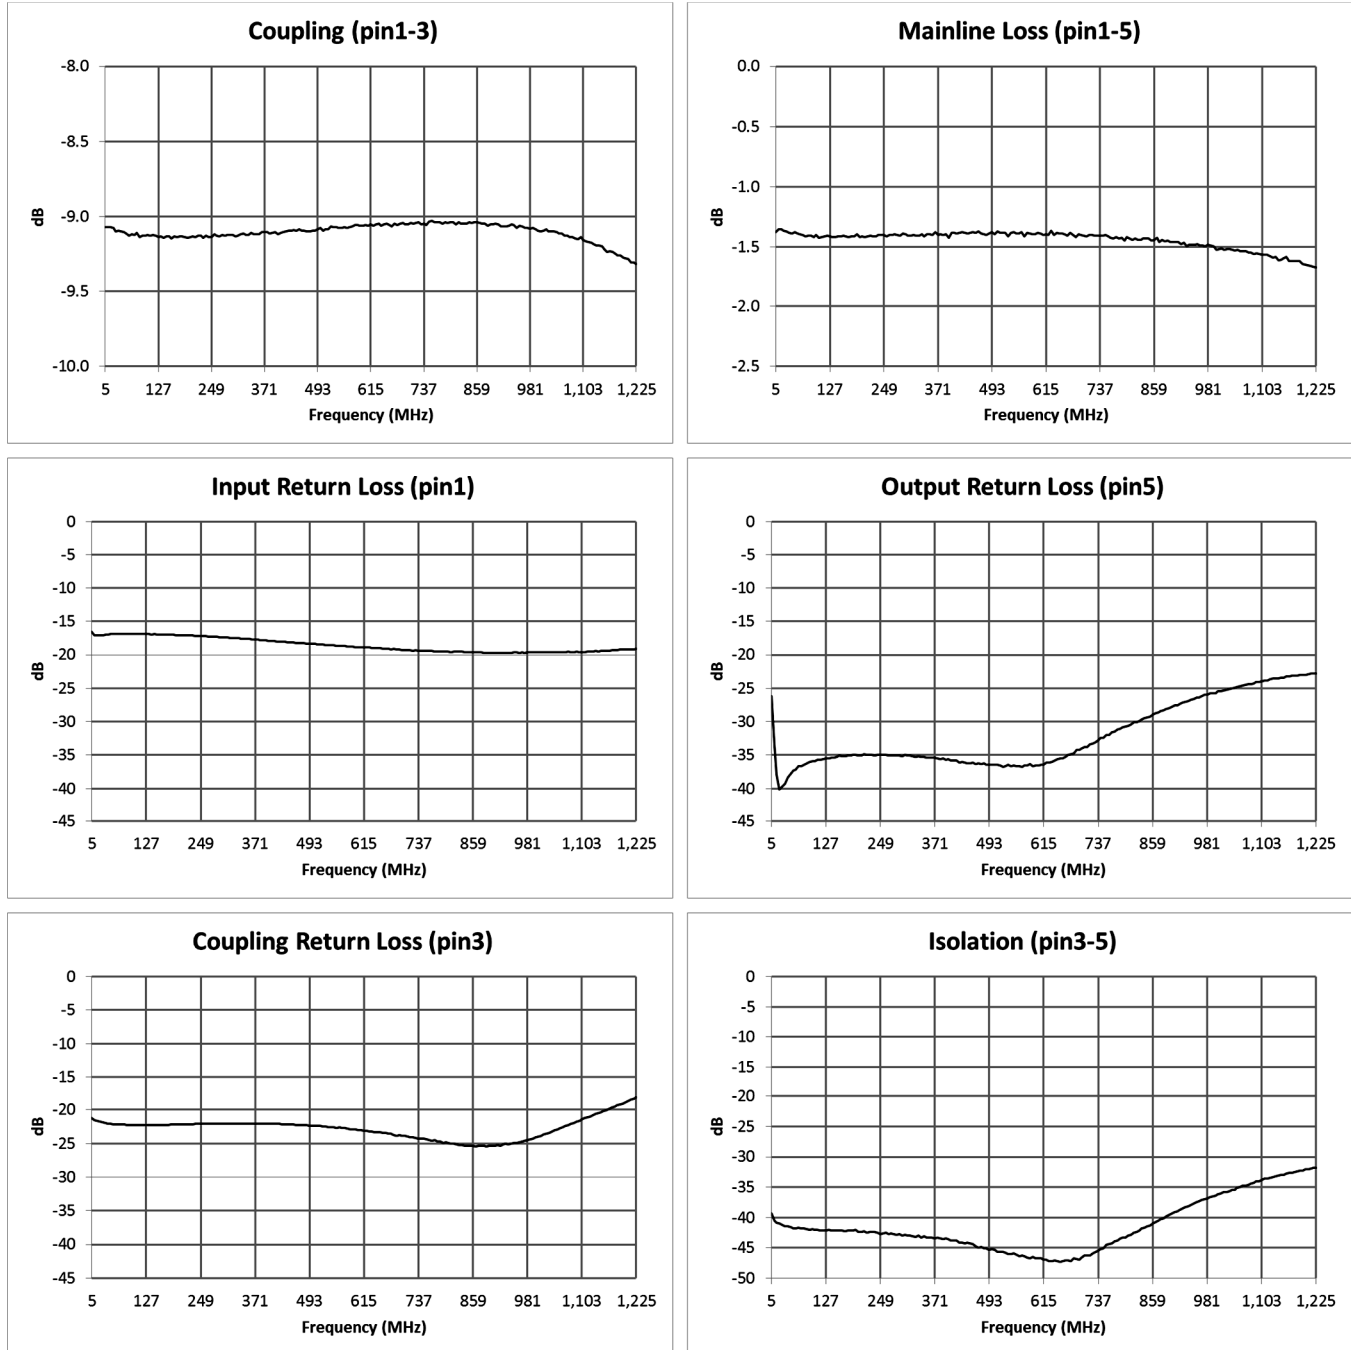 Coupling (pin1-3)
-8.0
-8.5
-9.0
-9.5
-10.0
dB
5 127 249 371 493 615 737 859 981 1,103 1,225
Frequency (MHz)
Mainline Loss (pin1-5)
0.0
-0.5
-1.0
-1.5
-2.0
-2.5
dB
5 127 249 371 493 615 737 859 981 1,103 1,225
Frequency (MHz)
Input Return Loss (pin1)
0
-5
-10
-15
-20
-25
-30
-35
-40
-45
dB
5 127 249 371 493 615 737 859 981 1,103 1,225
Frequency (MHz)
Output Return Loss (pin5)
0
-5
-10
-15
-20
-25
-30
-35
-40
-45
dB
5 127 249 371 493 615 737 859 981 1,103 1,225
Frequency (MHz)
Coupling Return Loss (pin3)
0
-5
-10
-15
-20
-25
-30
-35
-40
-45
dB
5 127 249 371 493 615 737 859 981 1,103 1,225
Frequency (MHz)
Isolation (pin3-5)
0
-5
-10
-15
-20
-25
-30
-35
-40
-45
-50
dB
5 127 249 371 493 615 737 859 981 1,103 1,225
Frequency (MHz)